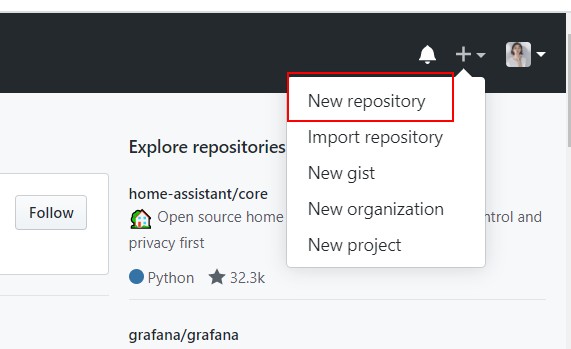 New repository
Import repository
New gist
New organization
New project
Explore repositories
Follow
home-assistant/core
Open source home
ntrol and
privacy first
Python 32.3k
grafana/grafana